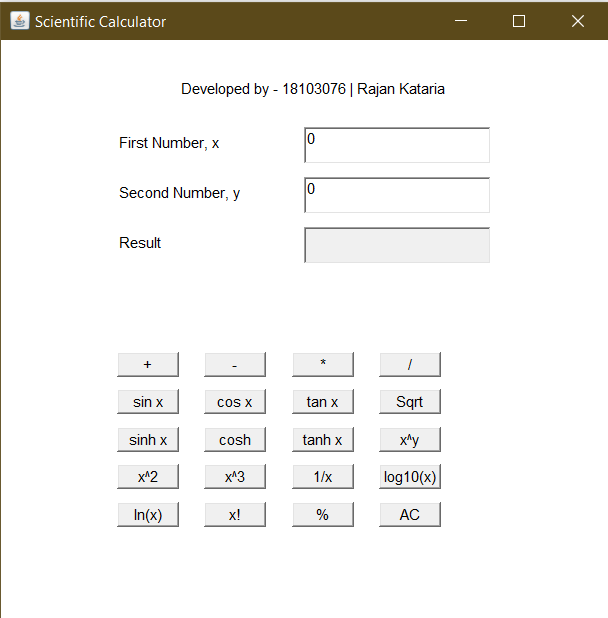 Scientific Calculator
Developed by - 18103076 | Rajan Kataria
First Number, x 0
Second Number, y 0
Result
+ - * /
sin x cos x tan x Sqrt
sinh x cosh tanh x x^y
x^2 x^3 1/x log10(x)
ln(x) x! % AC